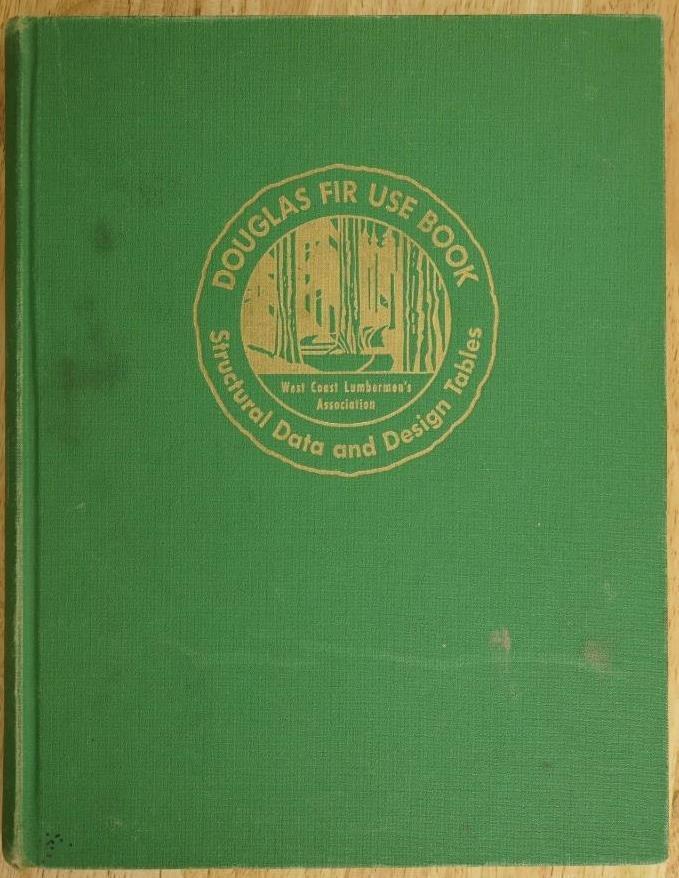 DOUGLAS FIR USE BOOK
West Coast Lumbermen's
Association
Structural Data and Design Tables